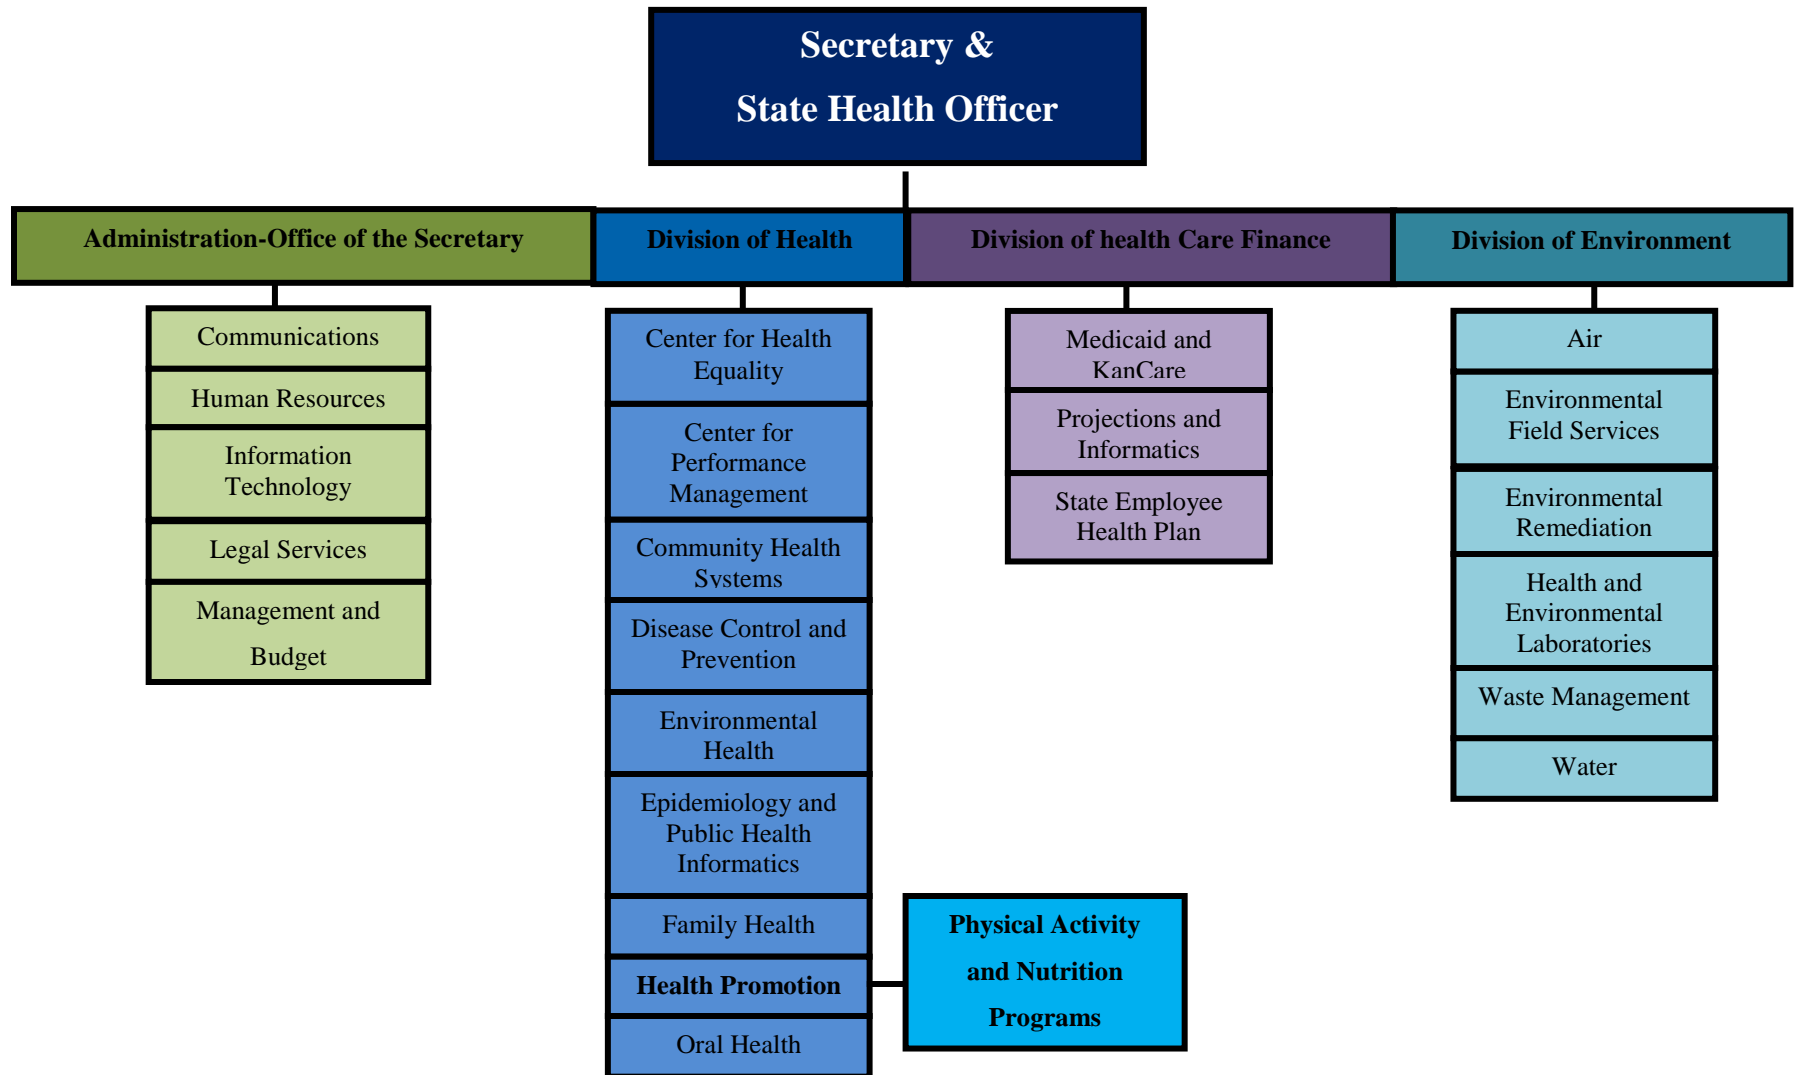 Secretary &
State Health Officer
Administration-Office of the Secretary
Division of Health
Division of health Care Finance
Division of Environment
Communications
Human Resources
Information
Technology
Legal Services
Management and
Budget
Center for Health
Equality
Center for
Performance
Management
Community Health
Systems
Disease Control and
Prevention
Environmental
Health
Epidemiology and
Public Health
Informatics
Family Health
Health Promotion
Oral Health
Physical Activity
and Nutrition
Programs
Medicaid and
KanCare
Projections and
Informatics
State Employee
Health Plan
Air
Environmental
Field Services
Environmental
Remediation
Health and
Environmental
Laboratories
Waste Management
Water